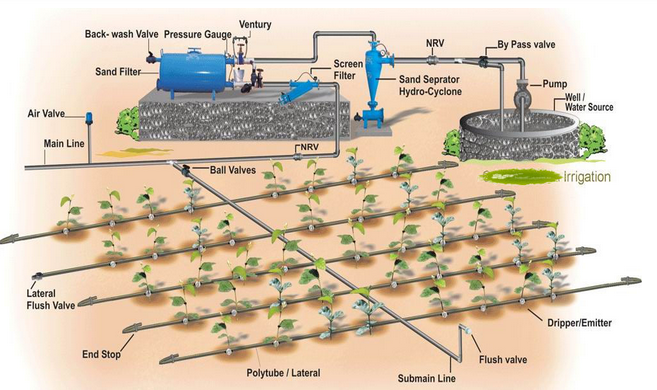 Ventury
Back- wash Valve
Pressure Gauge
NRV
By Pass valve
Screen
Filter
Sand Filter
Sand Seprator
Hydro-Cyclone
Pump
Well /
Water Source
Air Valve
Main Line
NRV
Ball Valves
Irrigation
Lateral
Flush Valve
Dripper/Emitter
End Stop
Flush valve
Polytube / Lateral
Submain Line